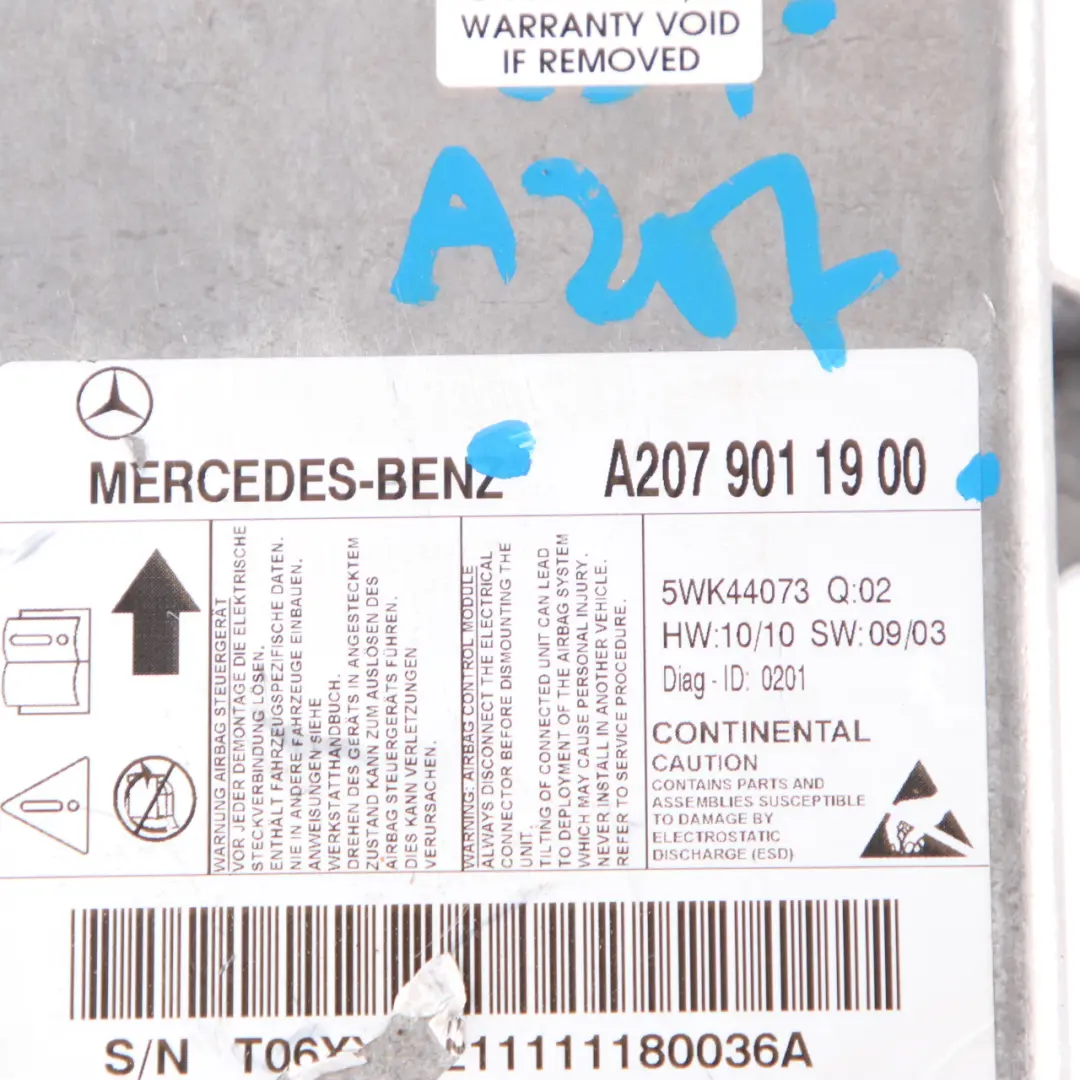 WARRANTY VOID
IF REMOVED
A207
MERCEDES-BENZ
A207 901 19 00
WARNUNG AIRBAG STEUERGERÄT
VOR JEDER DEMONTAGE DIE ELEKTRISCHE
STECKVERBINDUNG LÖSEN.
ENTHÄLT FAHRZEUGSPEZIFISCHE DATEN.
NIE IN ANDERE FAHRZEUGE EINBAUEN.
ANWEISUNGEN SIEHE
WERKSTATTHANDBUCH.
DREHEN DES GERÄTS IN ANGESTECKTEM
ZUSTAND KANN ZUM AUSLÖSEN DES
AIRBAG STEUERGERÄTS FÜHREN.
DIES KANN VERLETZUNGEN
VERURSACHEN.
WARNING: AIRBAG CONTROL MODULE
ALWAYS DISCONNECT THE ELECTRICAL
CONNECTOR BEFORE DISMOUNTING THE
UNIT.
TILTING OF CONNECTED UNIT CAN LEAD
TO DEPLOYMENT OF THE AIRBAG SYSTEM
WHICH MAY CAUSE PERSONAL INJURY.
NEVER INSTALL IN ANOTHER VEHICLE.
REFER TO SERVICE PROCEDURE.
5WK44073 Q:02
HW:10/10 SW:09/03
Diag-ID: 0201
CONTINENTAL
CAUTION
CONTAINS PARTS AND
ASSEMBLIES SUSCEPTIBLE
TO DAMAGE BY
ELECTROSTATIC
DISCHARGE (ESD)
S/N T06 11111180036A